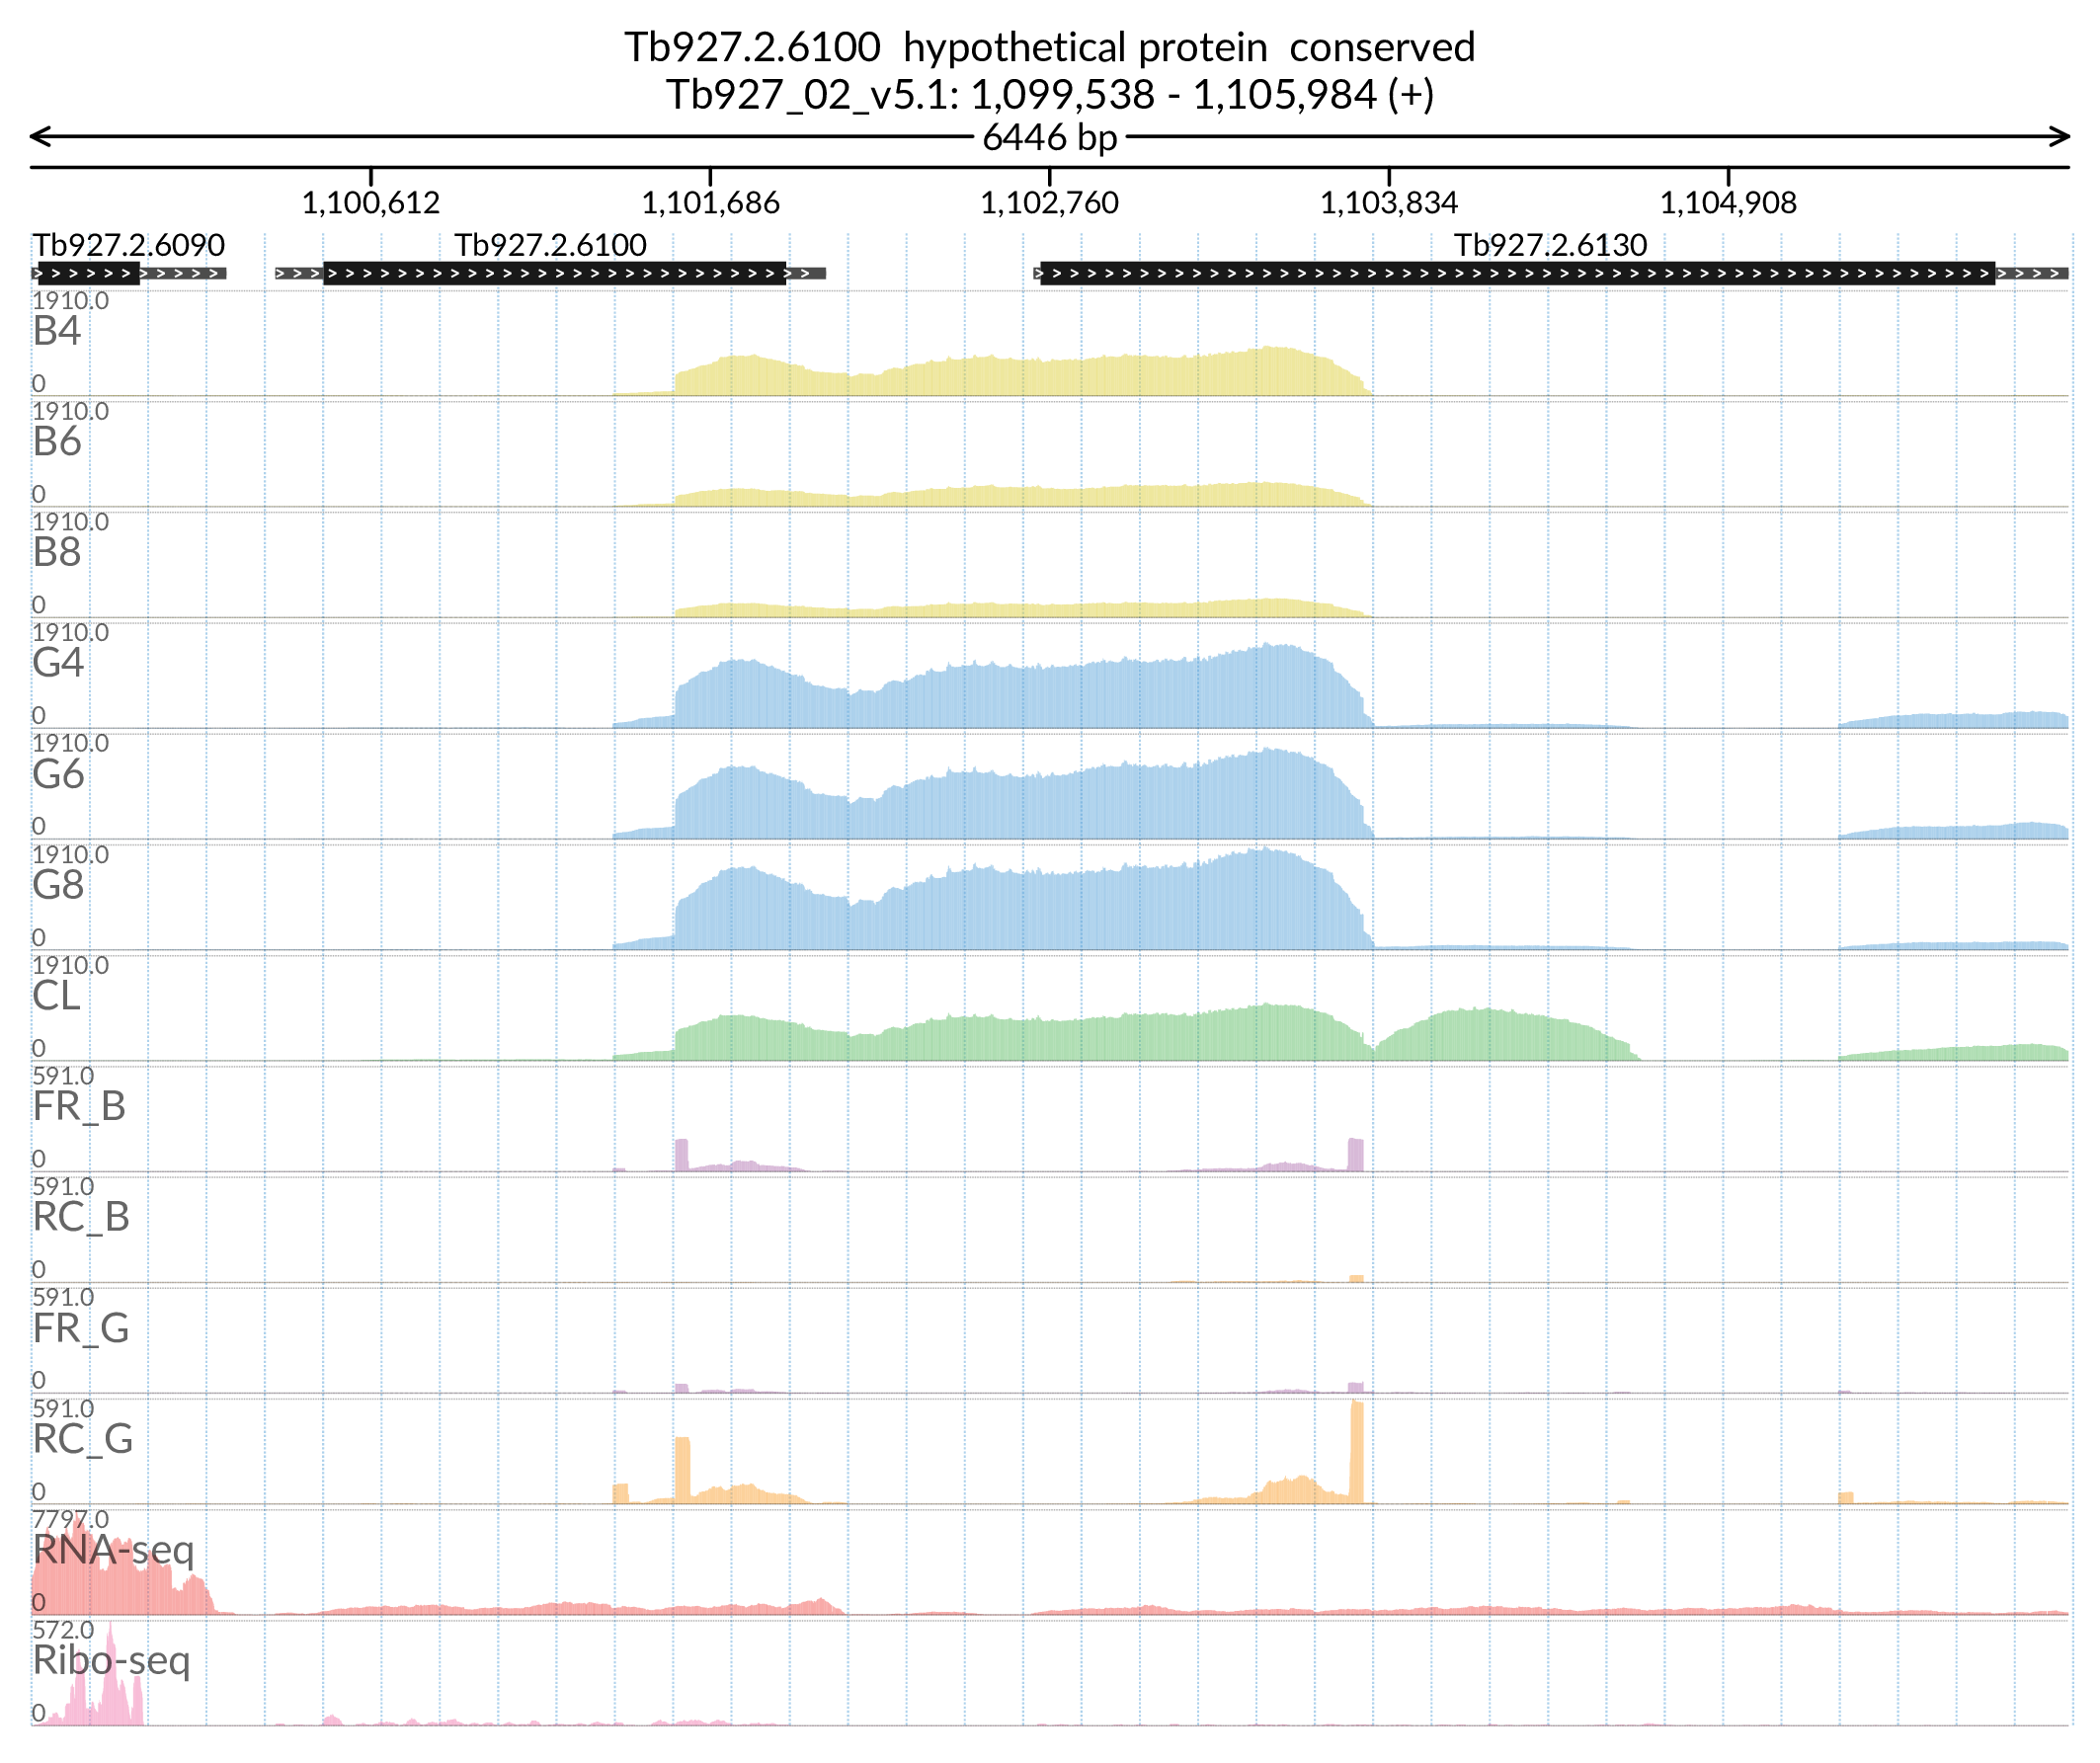 Tb927.2.6100 hypothetical protein conserved
Tb927_02_v5.1: 1,099,538 - 1,105,984 (+)
6446 bp
1,100,612 1,101,686 1,102,760 1,103,834 1,104,908
Tb927.2.6090 Tb927.2.6100 Tb927.2.6130
1910.0
B4
0
1910.0
B6
0
1910.0
B8
0
1910.0
G4
0
1910.0
G6
0
1910.0
G8
0
1910.0
CL
0
591.0
FR_B
0
591.0
RC_B
0
591.0
FR_G
0
591.0
RC_G
0
7797.0
RNA-seq
0
572.0
Ribo-seq
0